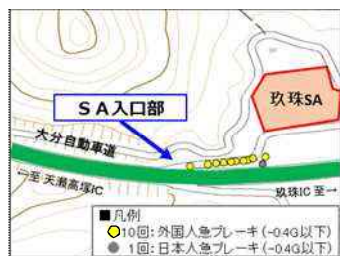 玖珠SA
SA入口部
大分自動車道
⇐至 天瀬高塚IC
玖珠IC 至→
■凡例
10回:外国人急ブレーキ(-0.4G以下)
1回:日本人急ブレーキ(-0.4G以下)